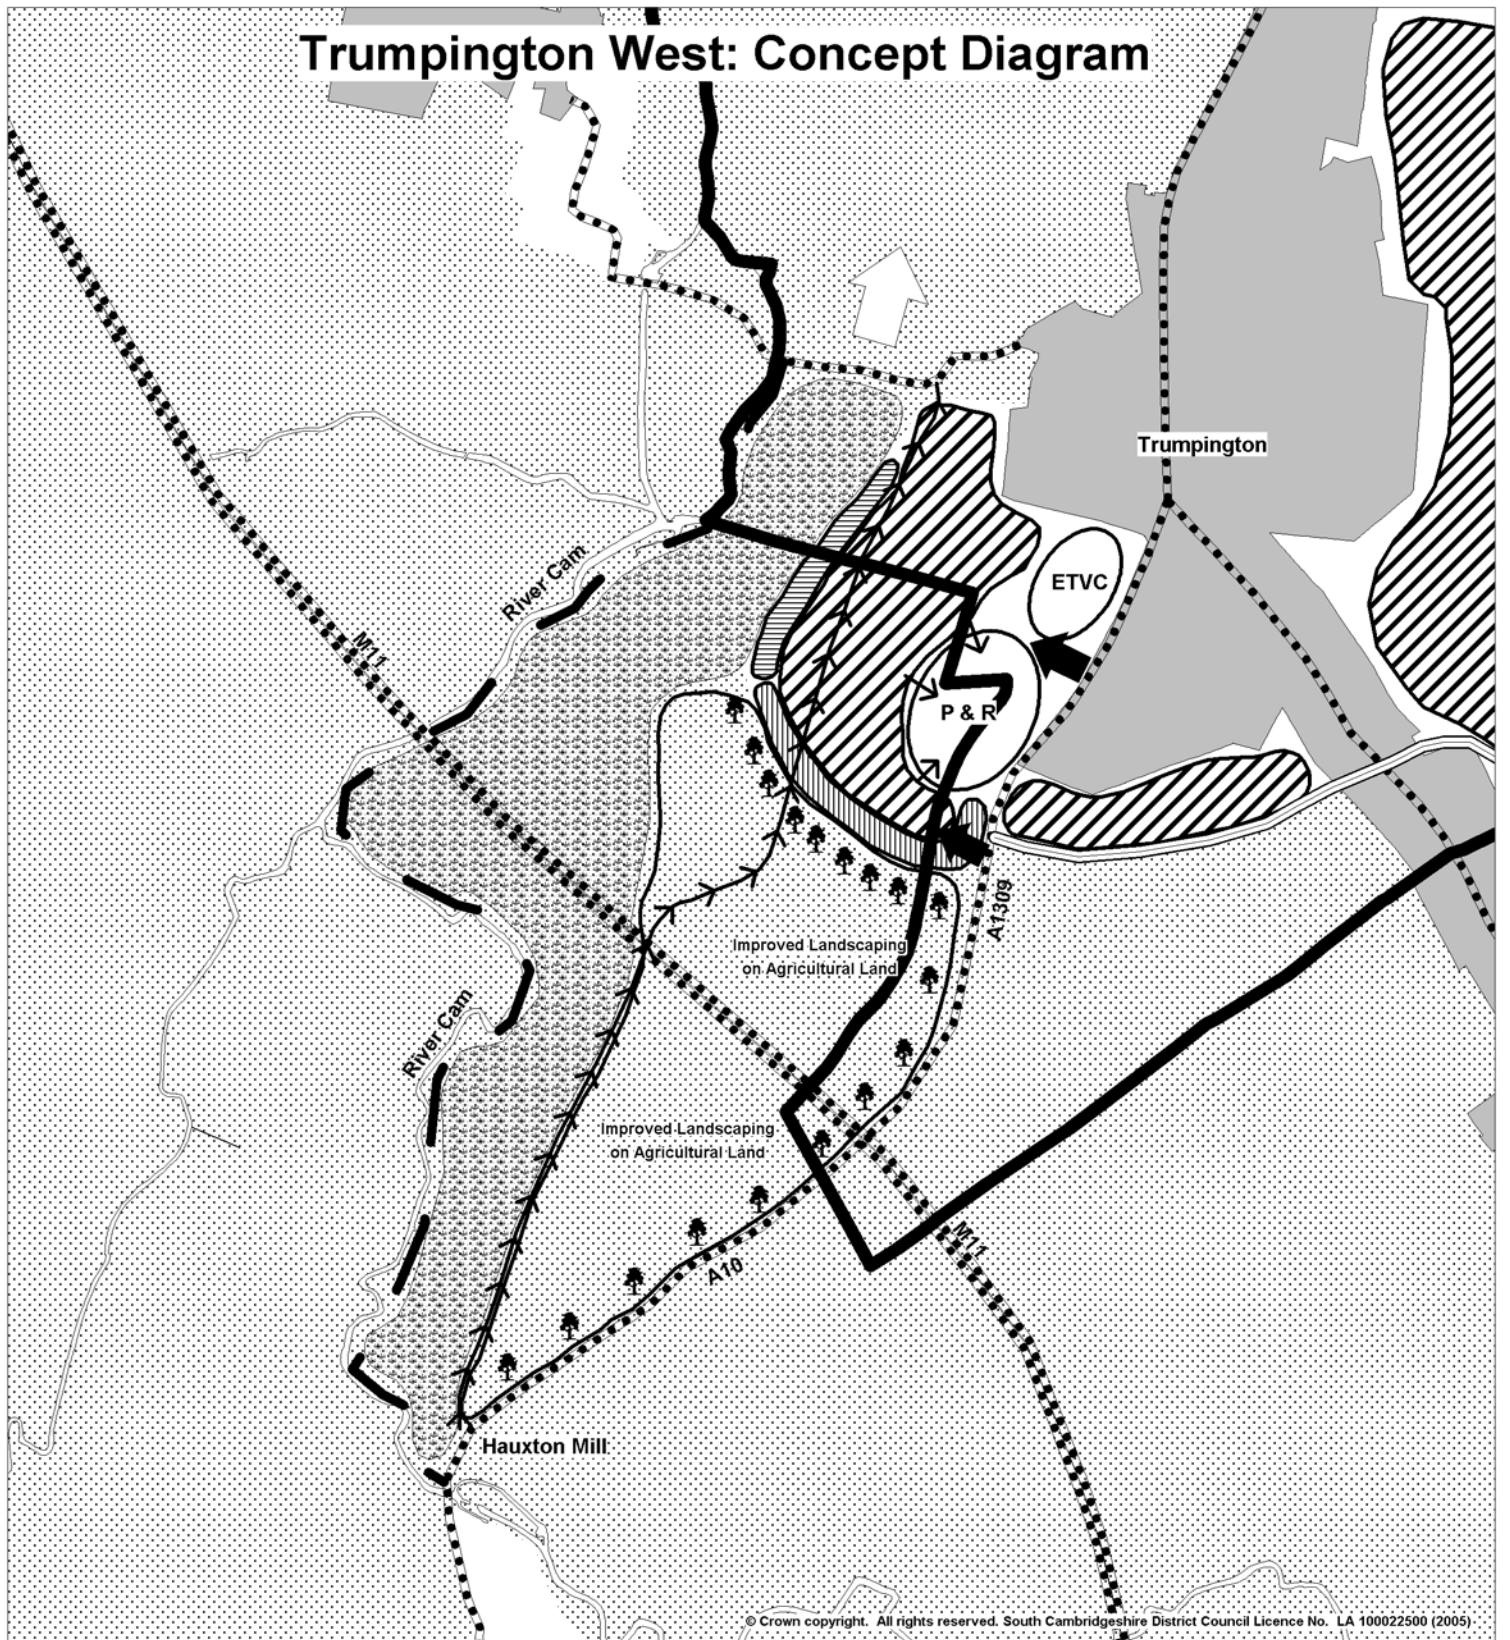 Trumpington West: Concept Diagram
Trumpington
River Cam
ETVC
M11
P & R
A1309
Improved Landscaping
on Agricultural Land
River Cam
Improved Landscaping
on Agricultural Land
M11
A10
Hauxton Mill
© Crown copyright. All rights reserved. South Cambridgeshire District Council Licence No. LA 100022500 (2005)